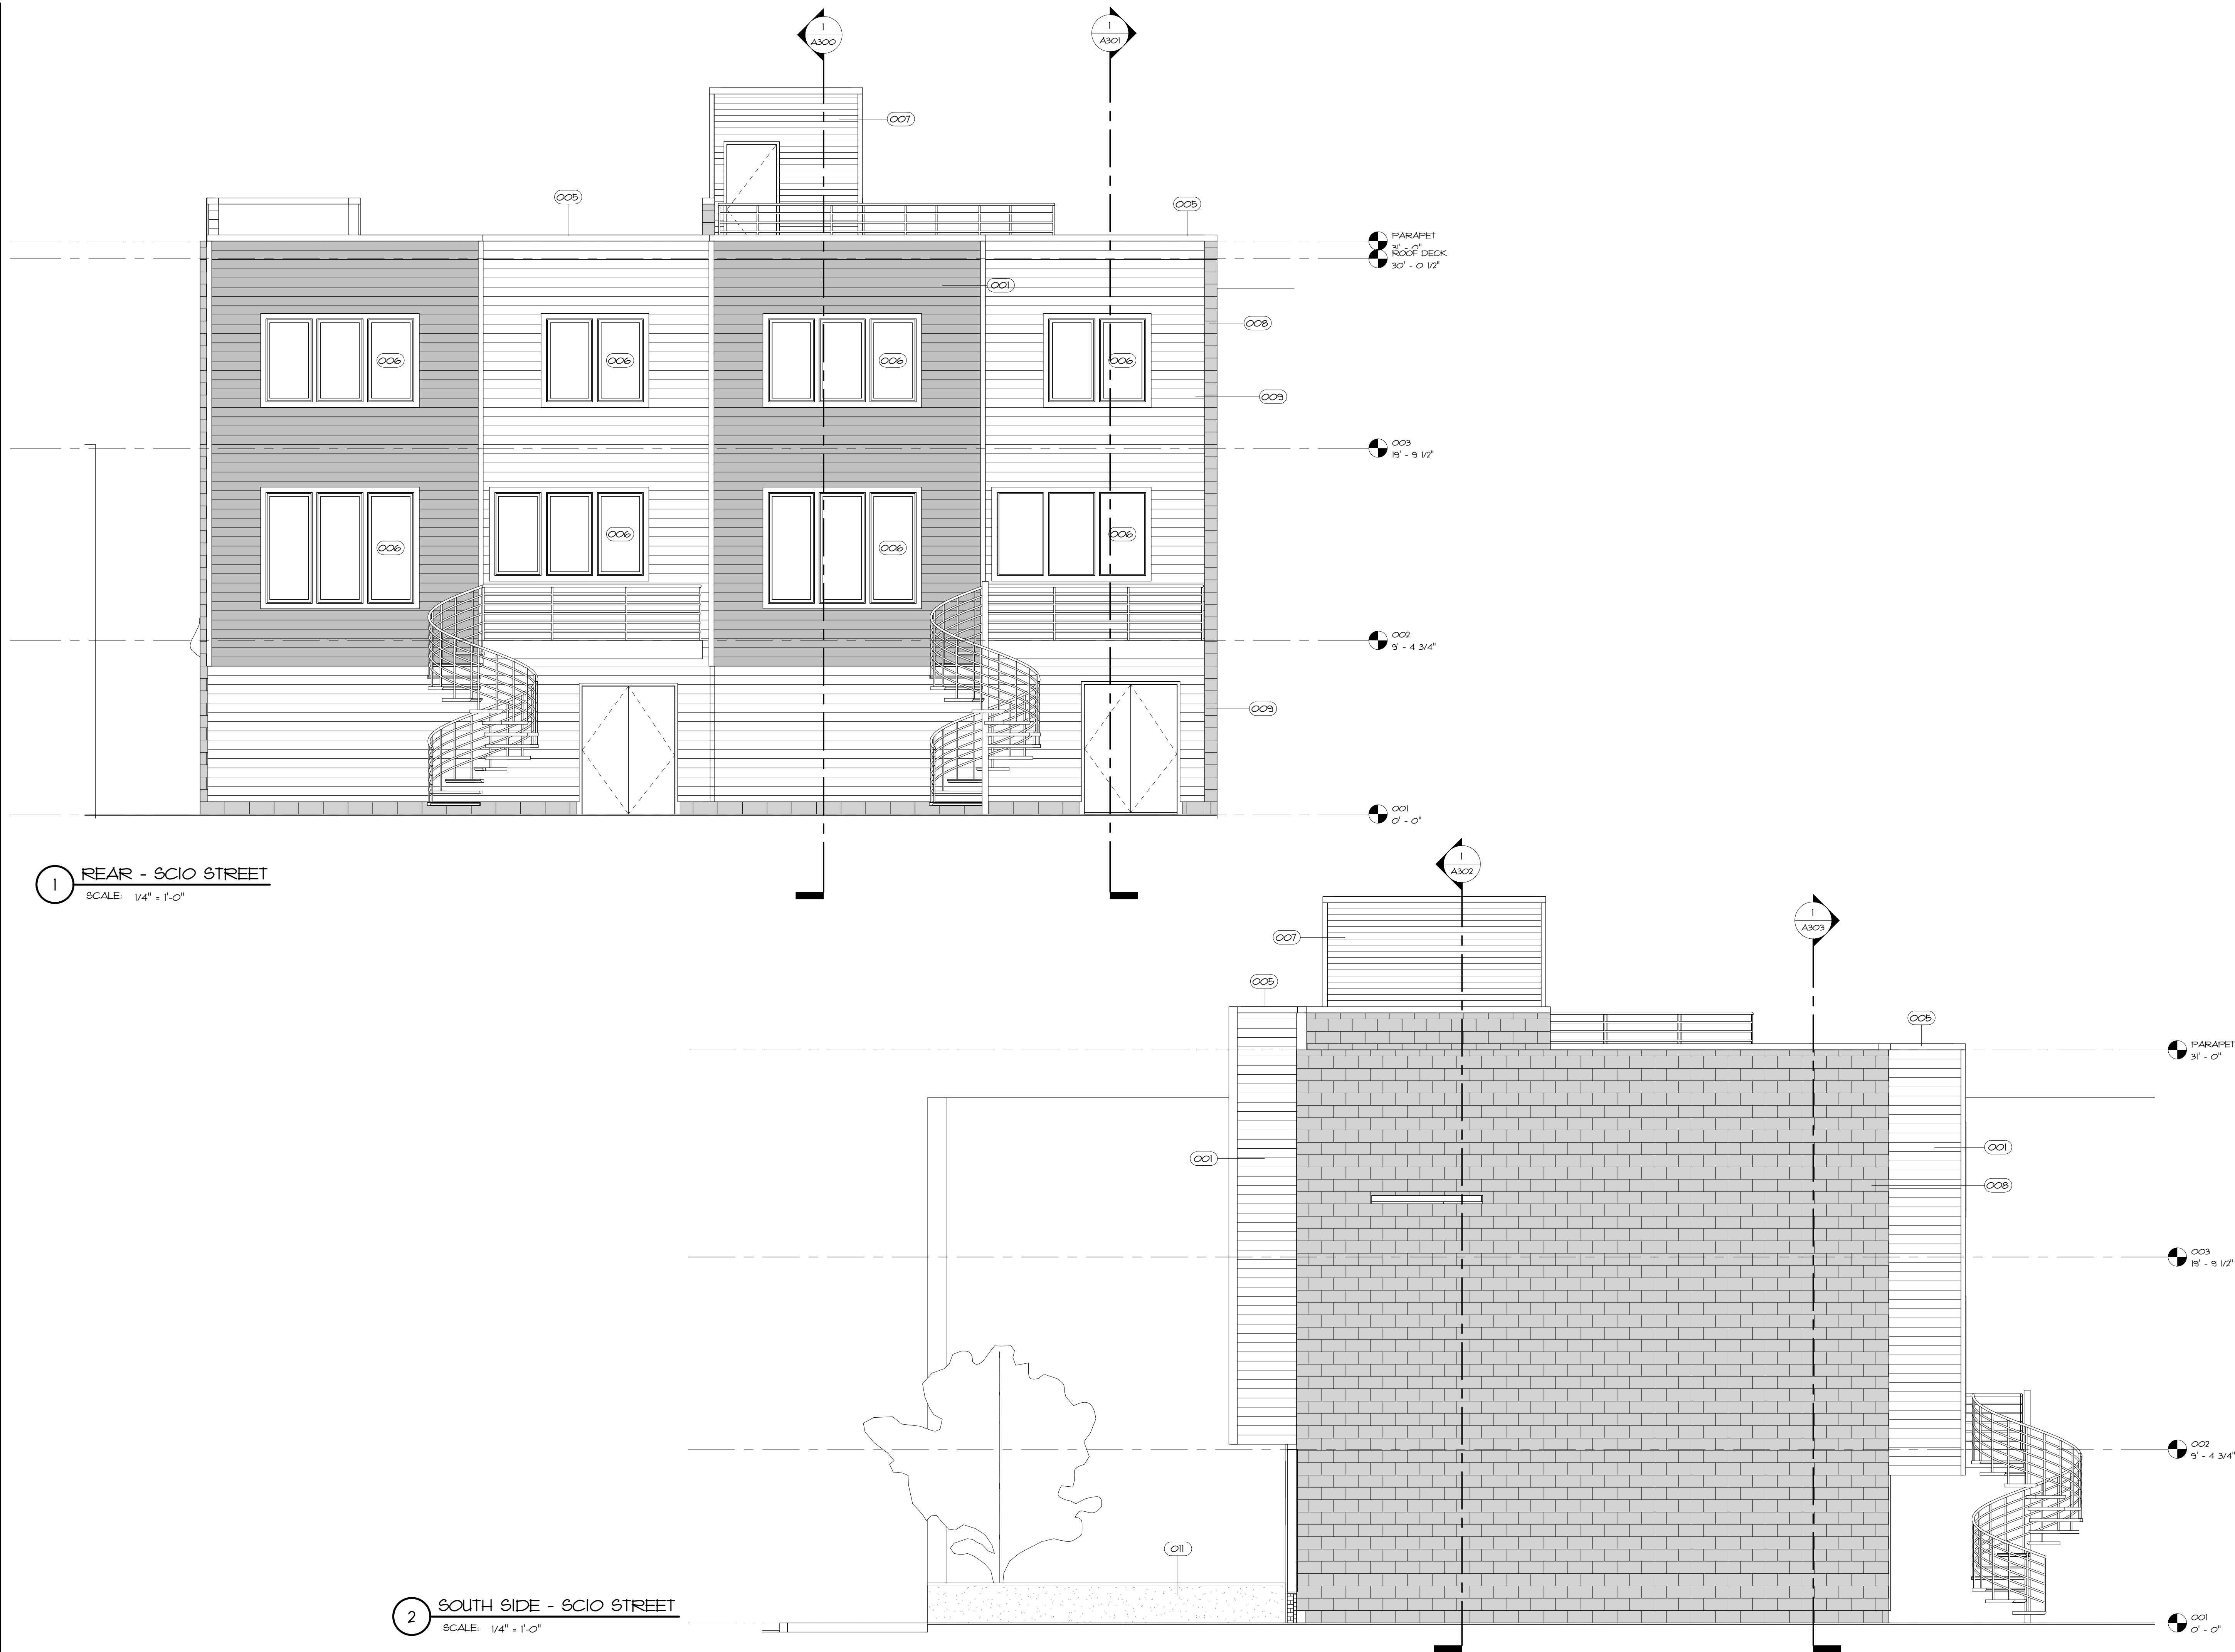 1
A300
1
A301
007
005
005
PARAPET
31' - 0"
ROOF DECK
30' - 0 1/2"
001
008
006
006
006
006
009
003
19' - 9 1/2"
006
006
006
006
002
9' - 4 3/4"
009
001
0' - 0"
1
REAR - SCIO STREET
SCALE: 1/4" = 1'-0"
1
A302
1
A303
007
005
005
PARAPET
31' - 0"
001
001
008
003
19' - 9 1/2"
002
9' - 4 3/4"
011
2
SOUTH SIDE - SCIO STREET
SCALE: 1/4" = 1'-0"
001
0' - 0"